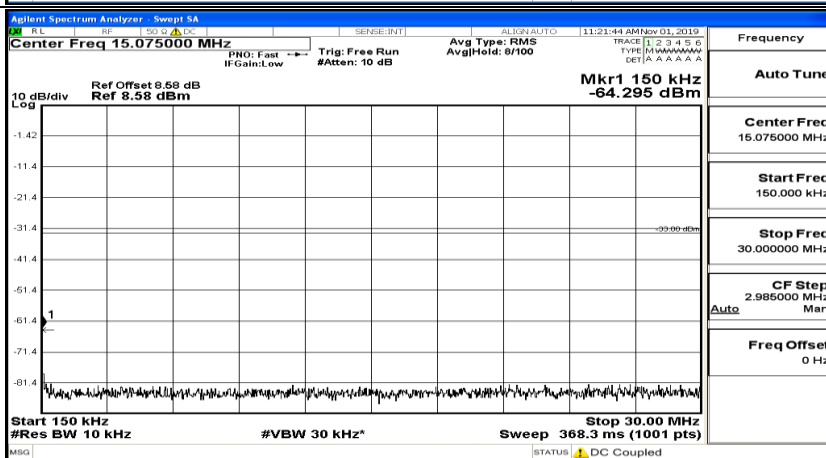 Agilent Spectrum Analyzer - Swept SA
LXI RL RF 50 Ω DC SENSE:INT ALIGN AUTO 11:21:44 AM Nov 01, 2019
Center Freq 15.075000 MHz
PNO: Fast
IFGain:Low
Trig: Free Run
#Atten: 10 dB
Avg Type: RMS
Avg|Hold: 8/100
TRACE 1 2 3 4 5 6
TYPE M WWWWW
DET A A A A A A
Ref Offset 8.58 dB
10 dB/div Ref 8.58 dBm
Log
Mkr1 150 kHz
-64.295 dBm
-1.42
-11.4
-21.4
-31.4
-33.00 dBm
-41.4
-51.4
-61.4
1
-71.4
-81.4
Start 150 kHz Stop 30.00 MHz
#Res BW 10 kHz #VBW 30 kHz* Sweep 368.3 ms (1001 pts)
MSG STATUS DC Coupled
Frequency
Auto Tune
Center Freq
15.075000 MHz
Start Freq
150.000 kHz
Stop Freq
30.000000 MHz
CF Step
2.985000 MHz
Auto Man
Freq Offset
0 Hz